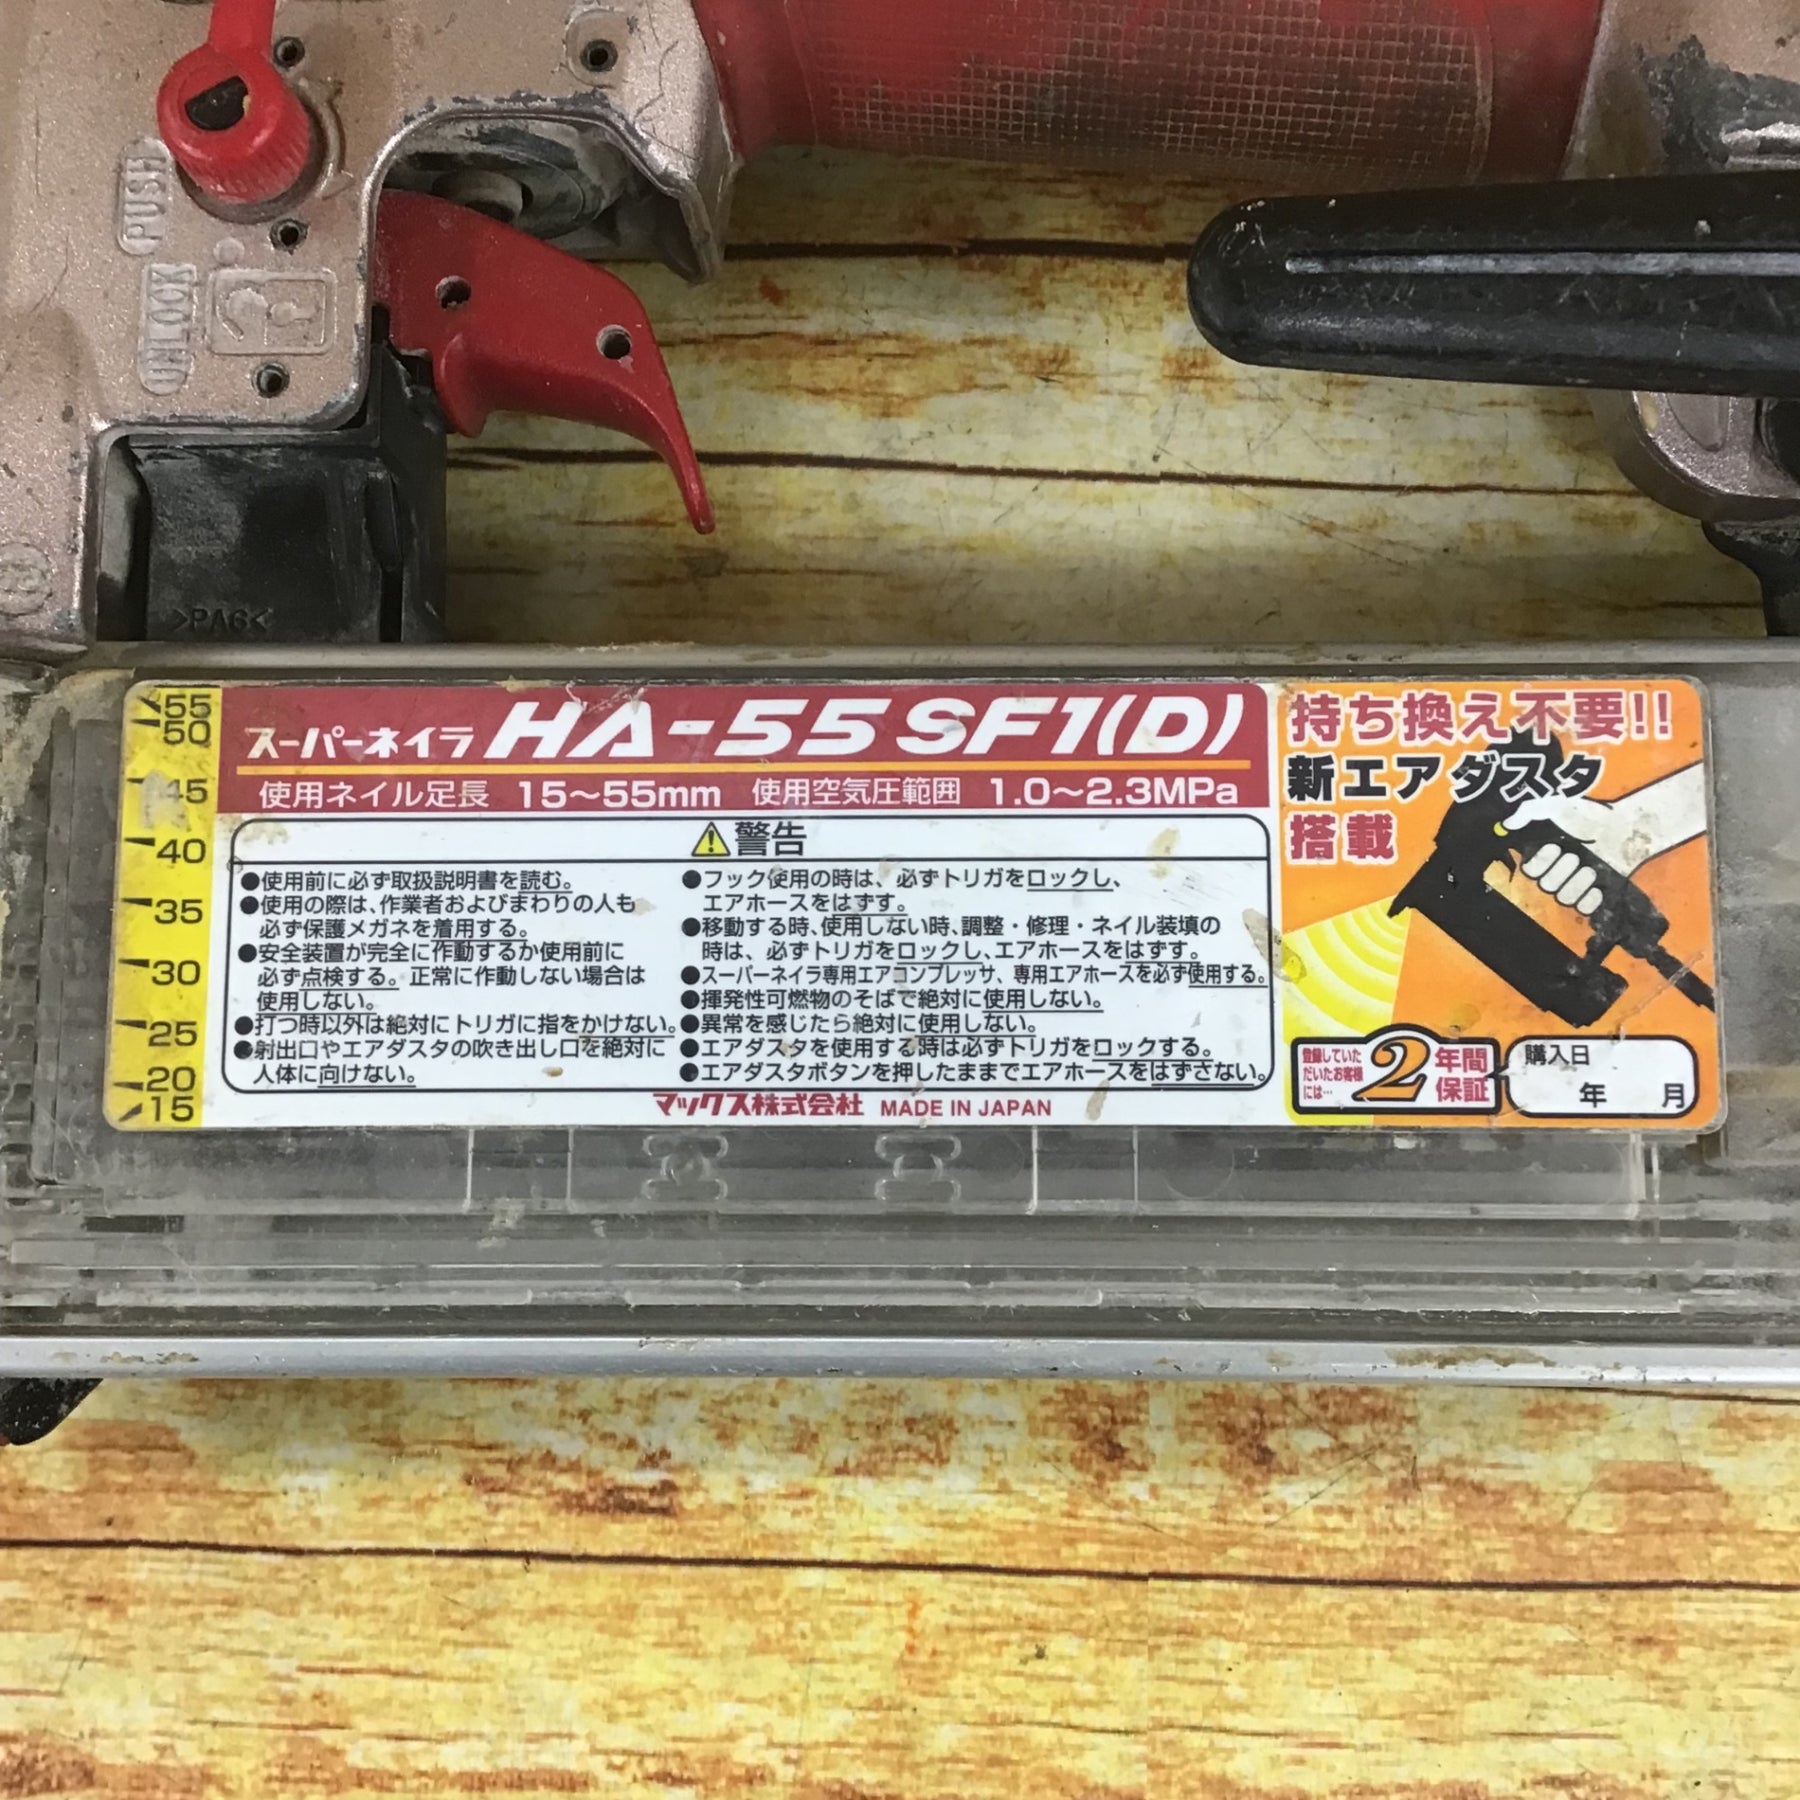 PUSH
UNLOCK
>PA6<
55
50
45
40
35
30
25
20
15
スーパーネイラ HA-55SF1(D)
使用ネイル足長 15〜55mm 使用空気圧範囲 1.0〜2.3MPa
警告
●使用前に必ず取扱説明書を読む。
●使用の際は、作業者およびまわりの人も
必ず保護メガネを着用する。
●安全装置が完全に作動するか使用前に
必ず点検する。正常に作動しない場合は
使用しない。
●打つ時以外は絶対にトリガに指をかけない。
●射出口やエアダスタの吹き出し口を絶対に
人体に向けない。
●フック使用の時は、必ずトリガをロックし、
エアホースをはずす。
●移動する時、使用しない時、調整・修理・ネイル装填の
時は、必ずトリガをロックし、エアホースをはずす。
●スーパーネイラ専用エアコンプレッサ、専用エアホースを必ず使用する。
●揮発性可燃物のそばで絶対に使用しない。
●異常を感じたら絶対に使用しない。
●エアダスタを使用する時は必ずトリガをロックする。
●エアダスタボタンを押したままでエアホースをはずさない。
マックス株式会社 MADE IN JAPAN
持ち換え不要!!
新エアダスタ
搭載
登録していた
だいたお客様
には…
2年間
保証
購入日
年 月